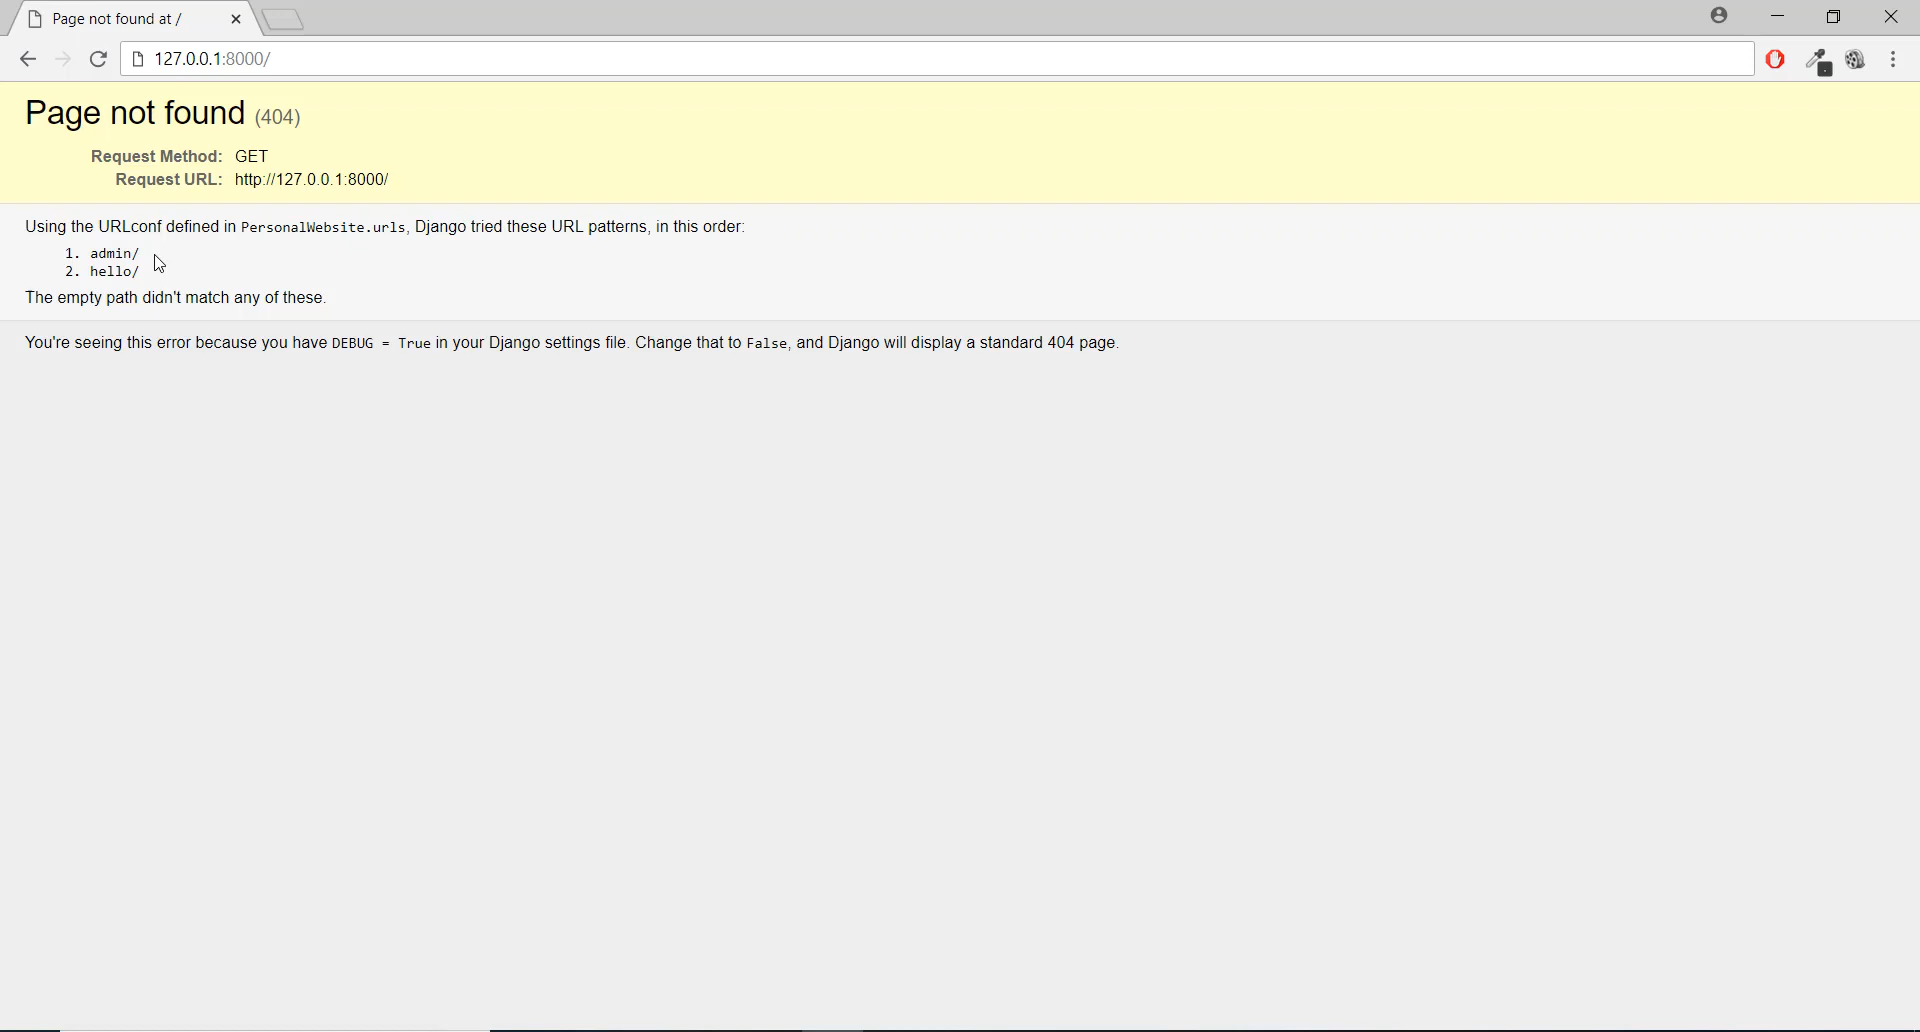 Page not found at /
127.0.0.1:8000/
Page not found (404)
Request Method: GET
Request URL: http://127.0.0.1:8000/
Using the URLconf defined in PersonalWebsite.urls, Django tried these URL patterns, in this order:
1. admin/
2. hello/
The empty path didn't match any of these.
You're seeing this error because you have DEBUG = True in your Django settings file. Change that to False, and Django will display a standard 404 page.